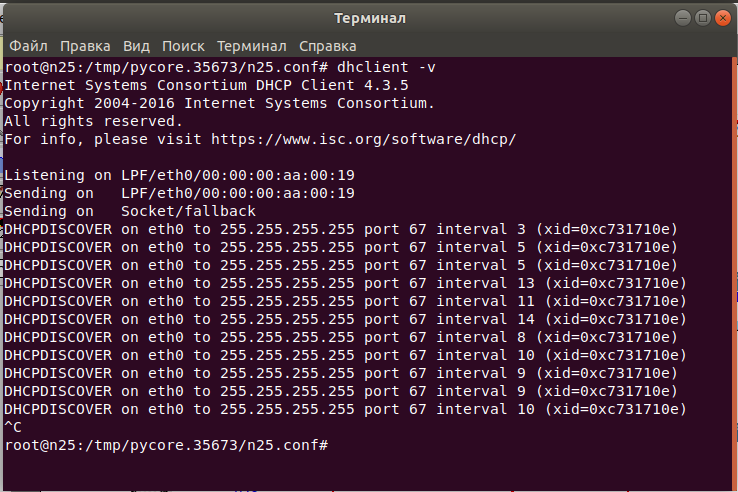 Терминал
Файл Правка Вид Поиск Терминал Справка
root@n25:/tmp/pycore.35673/n25.conf# dhclient -v
Internet Systems Consortium DHCP Client 4.3.5
Copyright 2004-2016 Internet Systems Consortium.
All rights reserved.
For info, please visit https://www.isc.org/software/dhcp/
Listening on LPF/eth0/00:00:00:aa:00:19
Sending on   LPF/eth0/00:00:00:aa:00:19
Sending on   Socket/fallback
DHCPDISCOVER on eth0 to 255.255.255.255 port 67 interval 3 (xid=0xc731710e)
DHCPDISCOVER on eth0 to 255.255.255.255 port 67 interval 5 (xid=0xc731710e)
DHCPDISCOVER on eth0 to 255.255.255.255 port 67 interval 5 (xid=0xc731710e)
DHCPDISCOVER on eth0 to 255.255.255.255 port 67 interval 13 (xid=0xc731710e)
DHCPDISCOVER on eth0 to 255.255.255.255 port 67 interval 11 (xid=0xc731710e)
DHCPDISCOVER on eth0 to 255.255.255.255 port 67 interval 14 (xid=0xc731710e)
DHCPDISCOVER on eth0 to 255.255.255.255 port 67 interval 8 (xid=0xc731710e)
DHCPDISCOVER on eth0 to 255.255.255.255 port 67 interval 10 (xid=0xc731710e)
DHCPDISCOVER on eth0 to 255.255.255.255 port 67 interval 9 (xid=0xc731710e)
DHCPDISCOVER on eth0 to 255.255.255.255 port 67 interval 9 (xid=0xc731710e)
DHCPDISCOVER on eth0 to 255.255.255.255 port 67 interval 10 (xid=0xc731710e)
^C
root@n25:/tmp/pycore.35673/n25.conf#